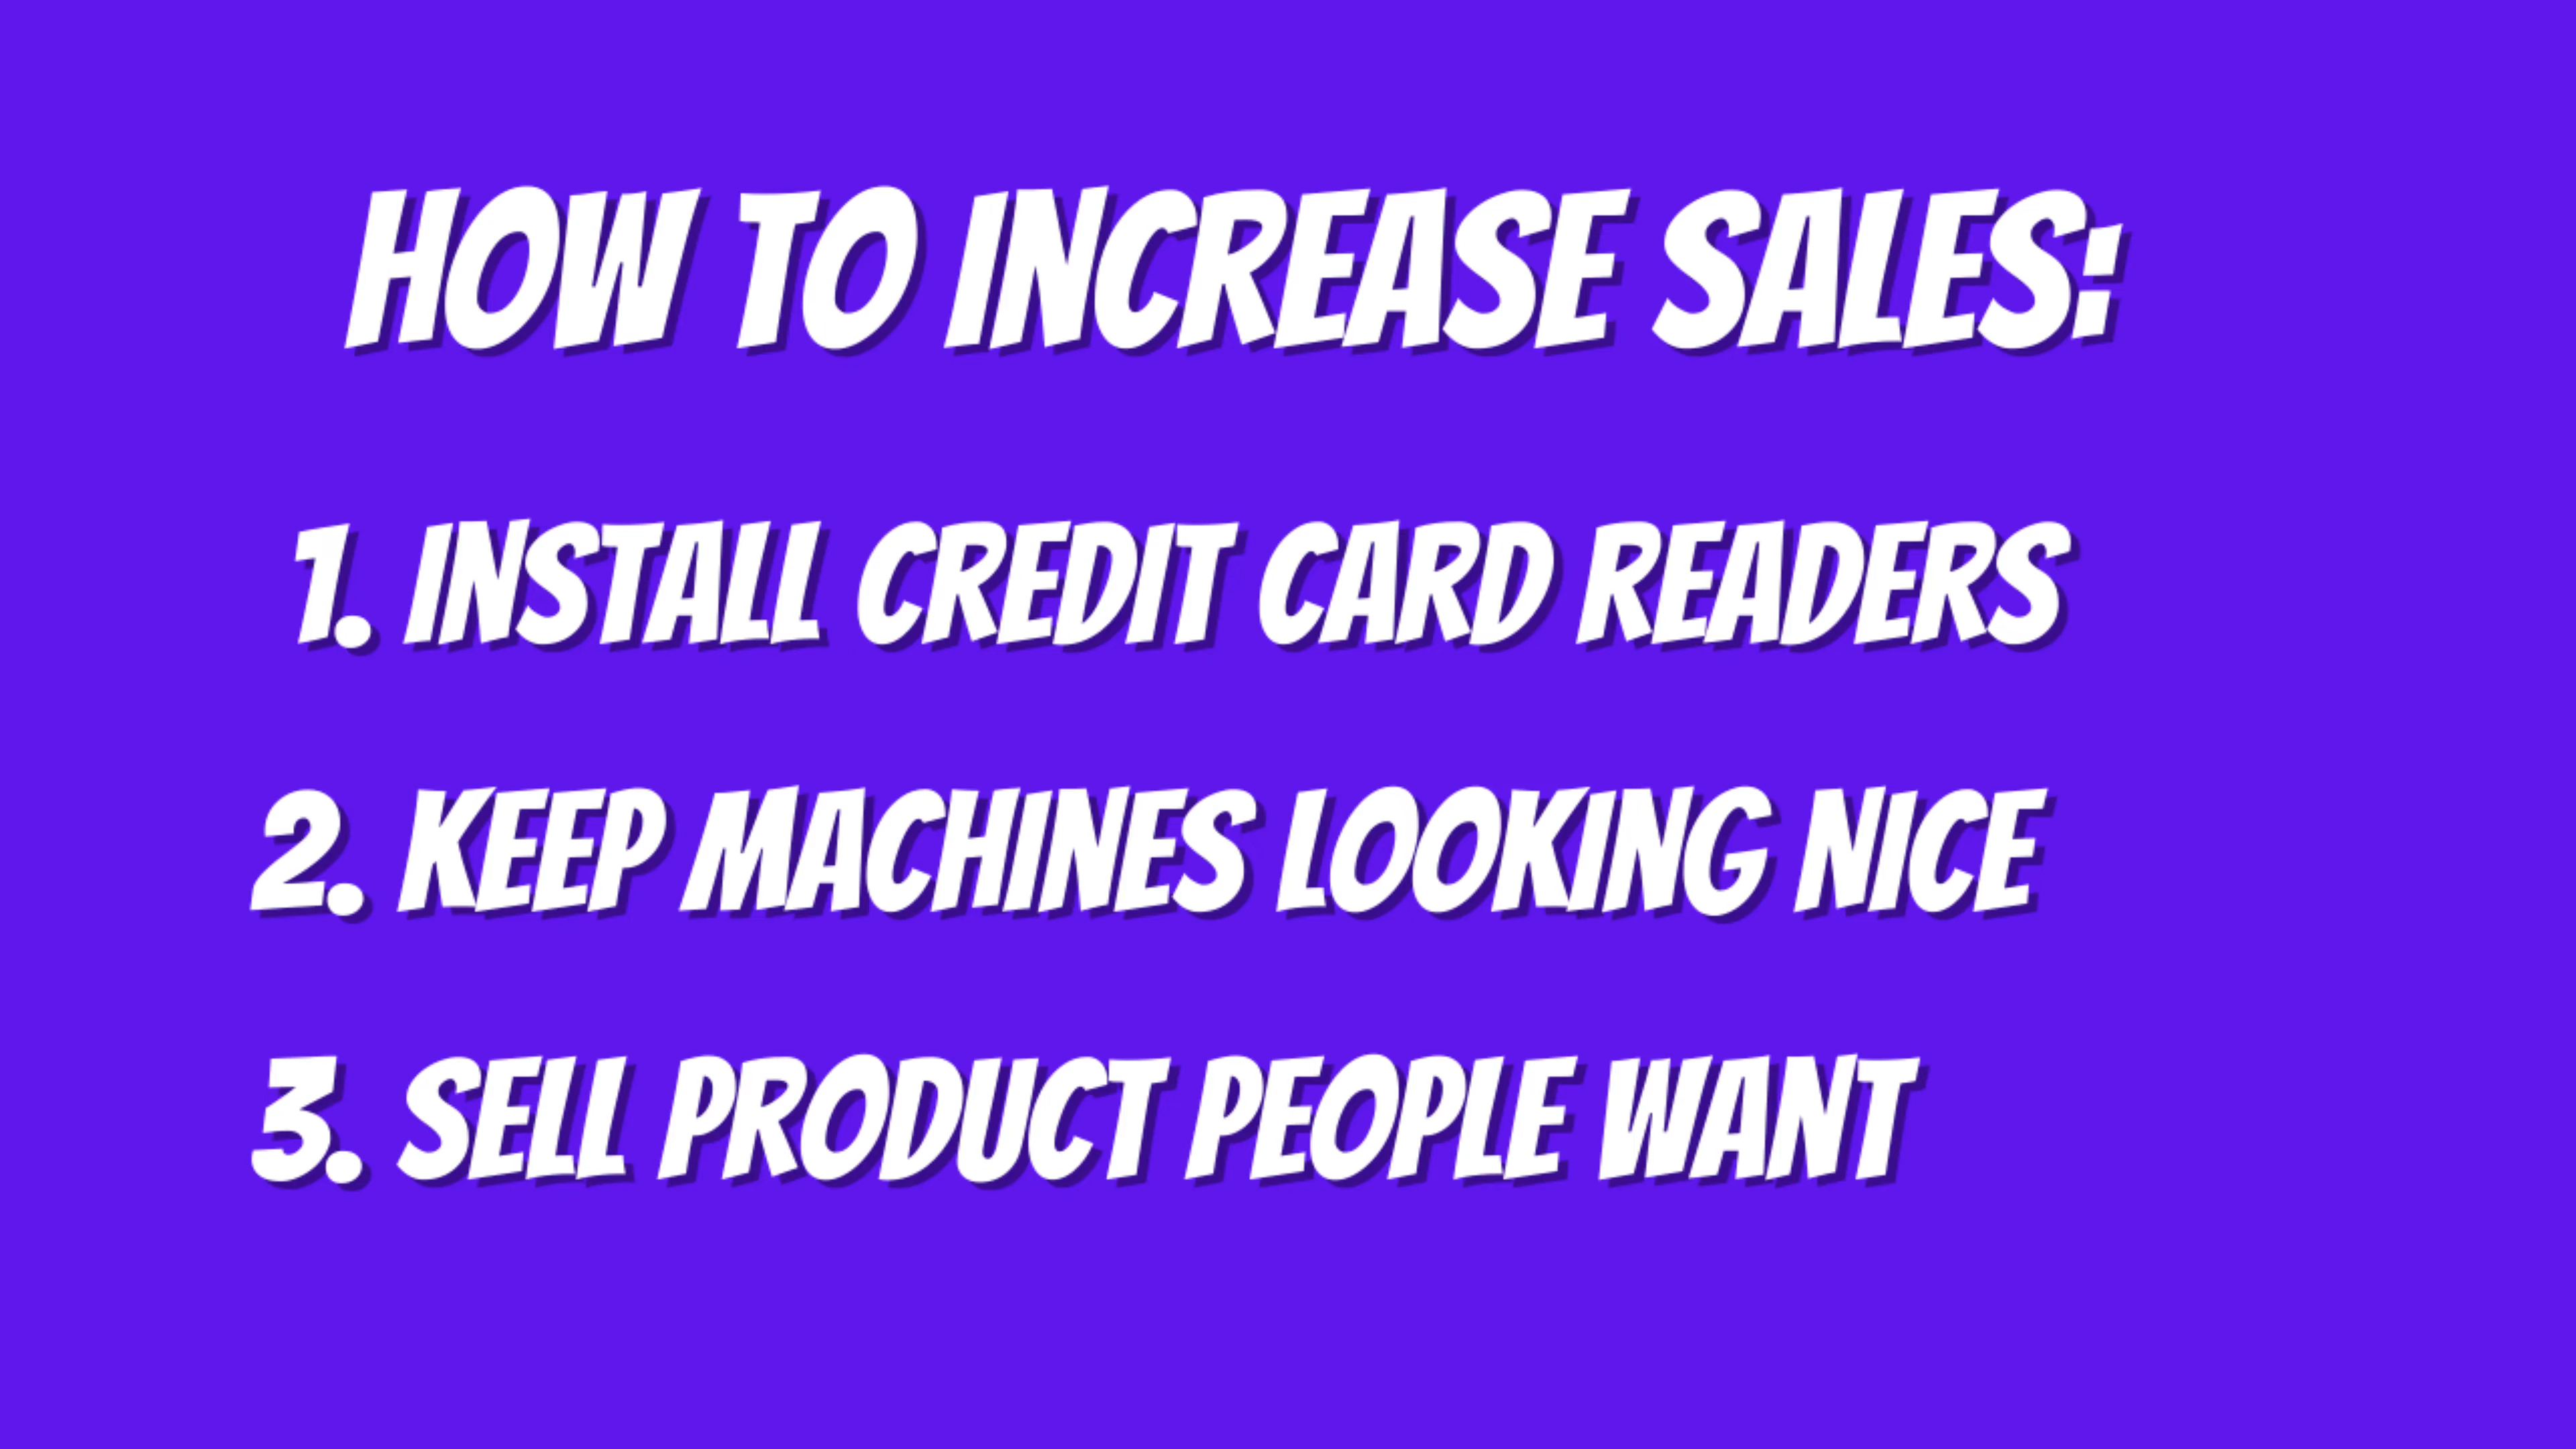 HOW TO INCREASE SALES:
1. INSTALL CREDIT CARD READERS
2. KEEP MACHINES LOOKING NICE
3. SELL PRODUCT PEOPLE WANT